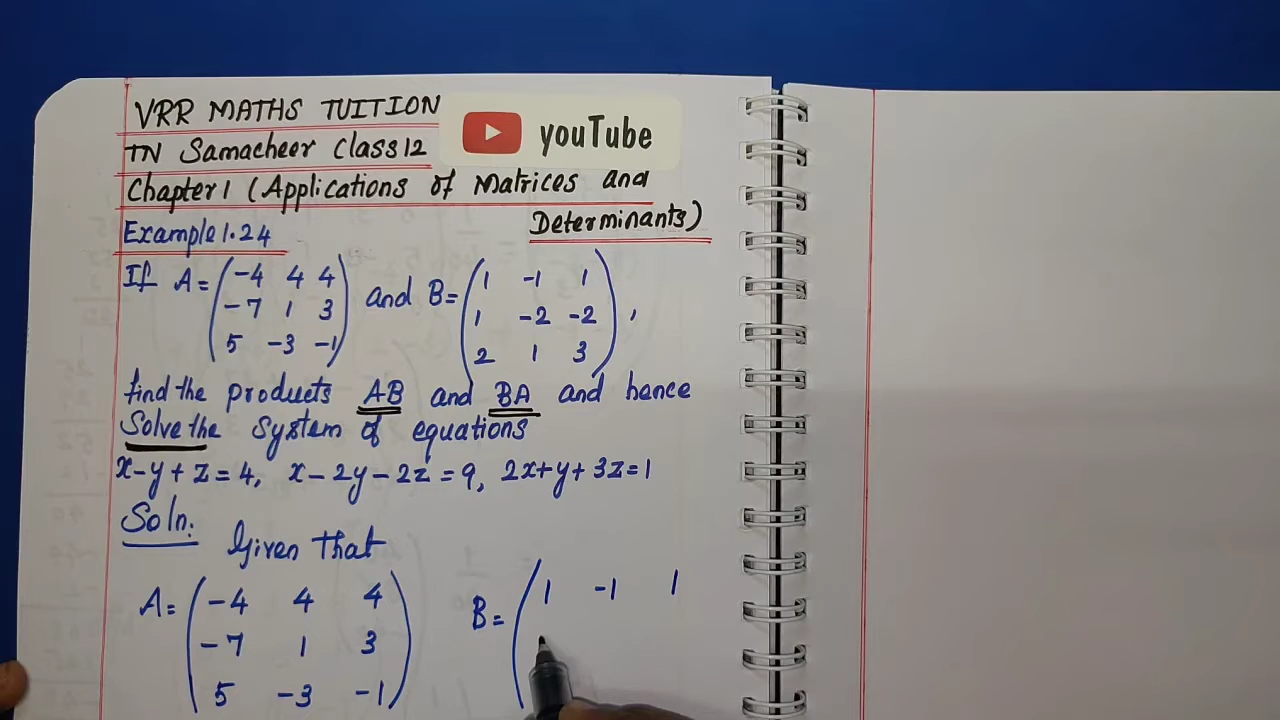 VRR MATHS TUITION
youTube
TN Samacheer Class 12
Chapter 1 (Applications of Matrices and
Determinants)
Example 1.24
If A = (-4 4 4
-7 1 3
5 -3 -1) and B = (1 -1 1
1 -2 -2
2 1 3),
find the products AB and BA and hence
Solve the system of equations
x-y+z=4, x-2y-2z=9, 2x+y+3z=1
Soln:
Given that
A = (-4 4 4
-7 1 3
5 -3 -1)
B = (1 -1 1